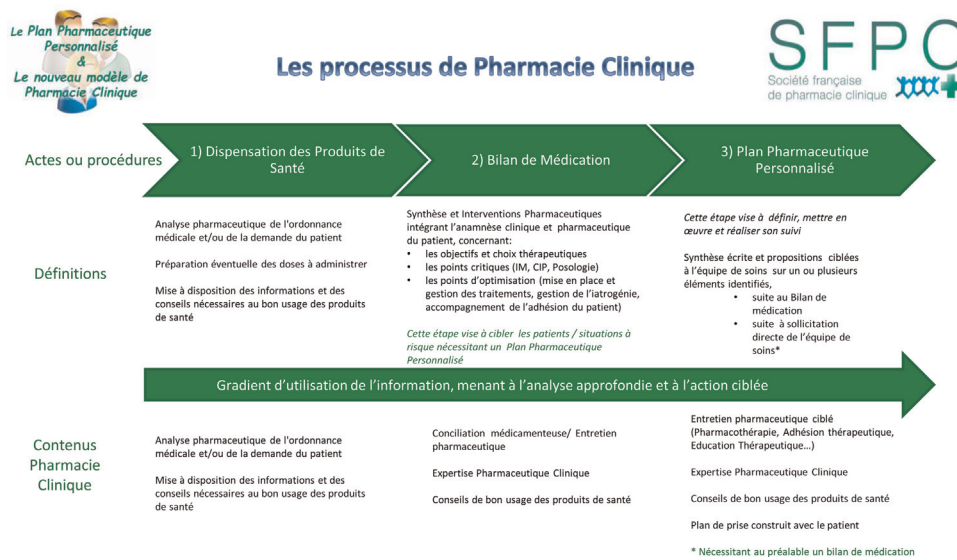 Le Plan Pharmaceutique
Personnalisé
&
Le nouveau modèle de
Pharmacie Clinique
Les processus de Pharmacie Clinique
SFPC
Société française
de pharmacie clinique
Actes ou procédures
1) Dispensation des Produits de
Santé
2) Bilan de Médication
3) Plan Pharmaceutique
Personnalisé
Définitions
Analyse pharmaceutique de l'ordonnance
médicale et/ou de la demande du patient
Préparation éventuelle des doses à administrer
Mise à disposition des informations et des
conseils nécessaires au bon usage des produits
de santé
Synthèse et Interventions Pharmaceutiques
intégrant l'anamnèse clinique et pharmaceutique
du patient, concernant:
• les objectifs et choix thérapeutiques
• les points critiques (IM, CIP, Posologie)
• les points d'optimisation (mise en place et
gestion des traitements, gestion de l'iatrogénie,
accompagnement de l'adhésion du patient)
Cette étape vise à cibler les patients / situations à
risque nécessitant un Plan Pharmaceutique
Personnalisé
Cette étape vise à définir, mettre en
œuvre et réaliser son suivi
Synthèse écrite et propositions ciblées
à l'équipe de soins sur un ou plusieurs
éléments identifiés,
• suite au Bilan de
médication
• suite à sollicitation
directe de l'équipe de
soins*
Gradient d'utilisation de l'information, menant à l'analyse approfondie et à l'action ciblée
Contenus
Pharmacie
Clinique
Analyse pharmaceutique de l'ordonnance
médicale et/ou de la demande du patient
Mise à disposition des informations et des
conseils nécessaires au bon usage des produits
de santé
Conciliation médicamenteuse/ Entretien
pharmaceutique
Expertise Pharmaceutique Clinique
Conseils de bon usage des produits de santé
Entretien pharmaceutique ciblé
(Pharmacothérapie, Adhésion thérapeutique,
Education Thérapeutique...)
Expertise Pharmaceutique Clinique
Conseils de bon usage des produits de santé
Plan de prise construit avec le patient
* Nécessitant au préalable un bilan de médication